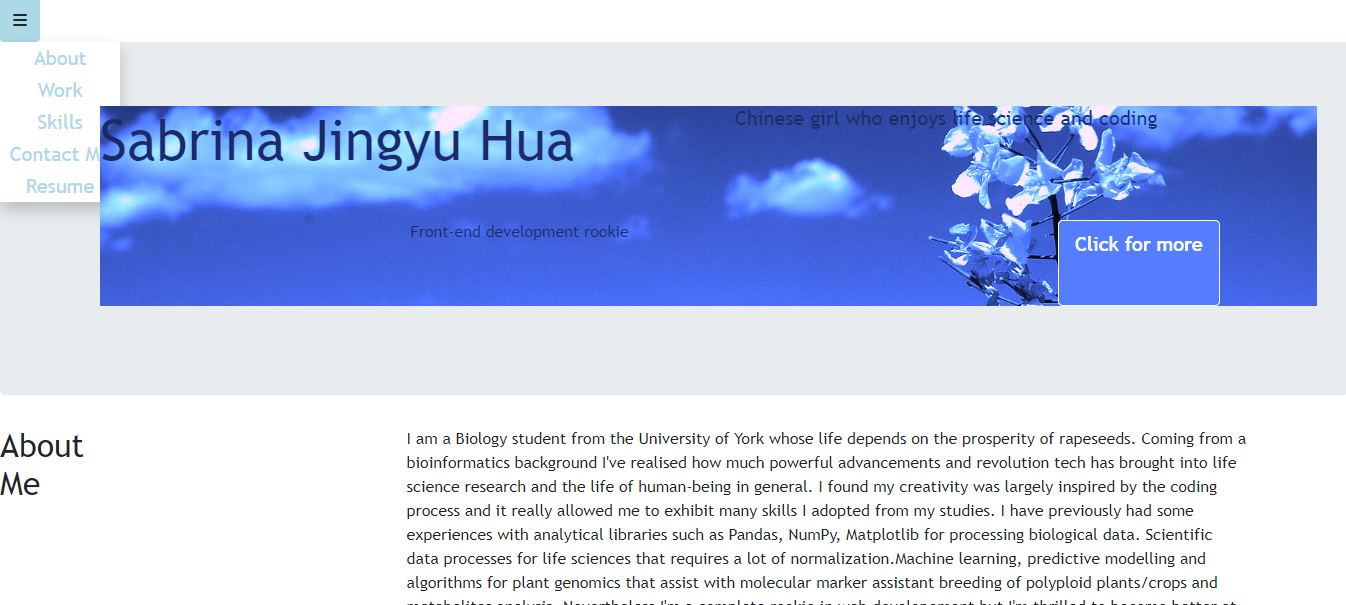 About
Work
Skills
Contact M
Resume
Sabrina Jingyu Hua
Chinese girl who enjoys life science and coding
Front-end development rookie
Click for more
About
Me
I am a Biology student from the University of York whose life depends on the prosperity of rapeseeds. Coming from a
bioinformatics background I've realised how much powerful advancements and revolution tech has brought into life
science research and the life of human-being in general. I found my creativity was largely inspired by the coding
process and it really allowed me to exhibit many skills I adopted from my studies. I have previously had some
experiences with analytical libraries such as Pandas, NumPy, Matplotlib for processing biological data. Scientific
data processes for life sciences that requires a lot of normalization.Machine learning, predictive modelling and
algorithms for plant genomics that assist with molecular marker assistant breeding of polyploid plants/crops and